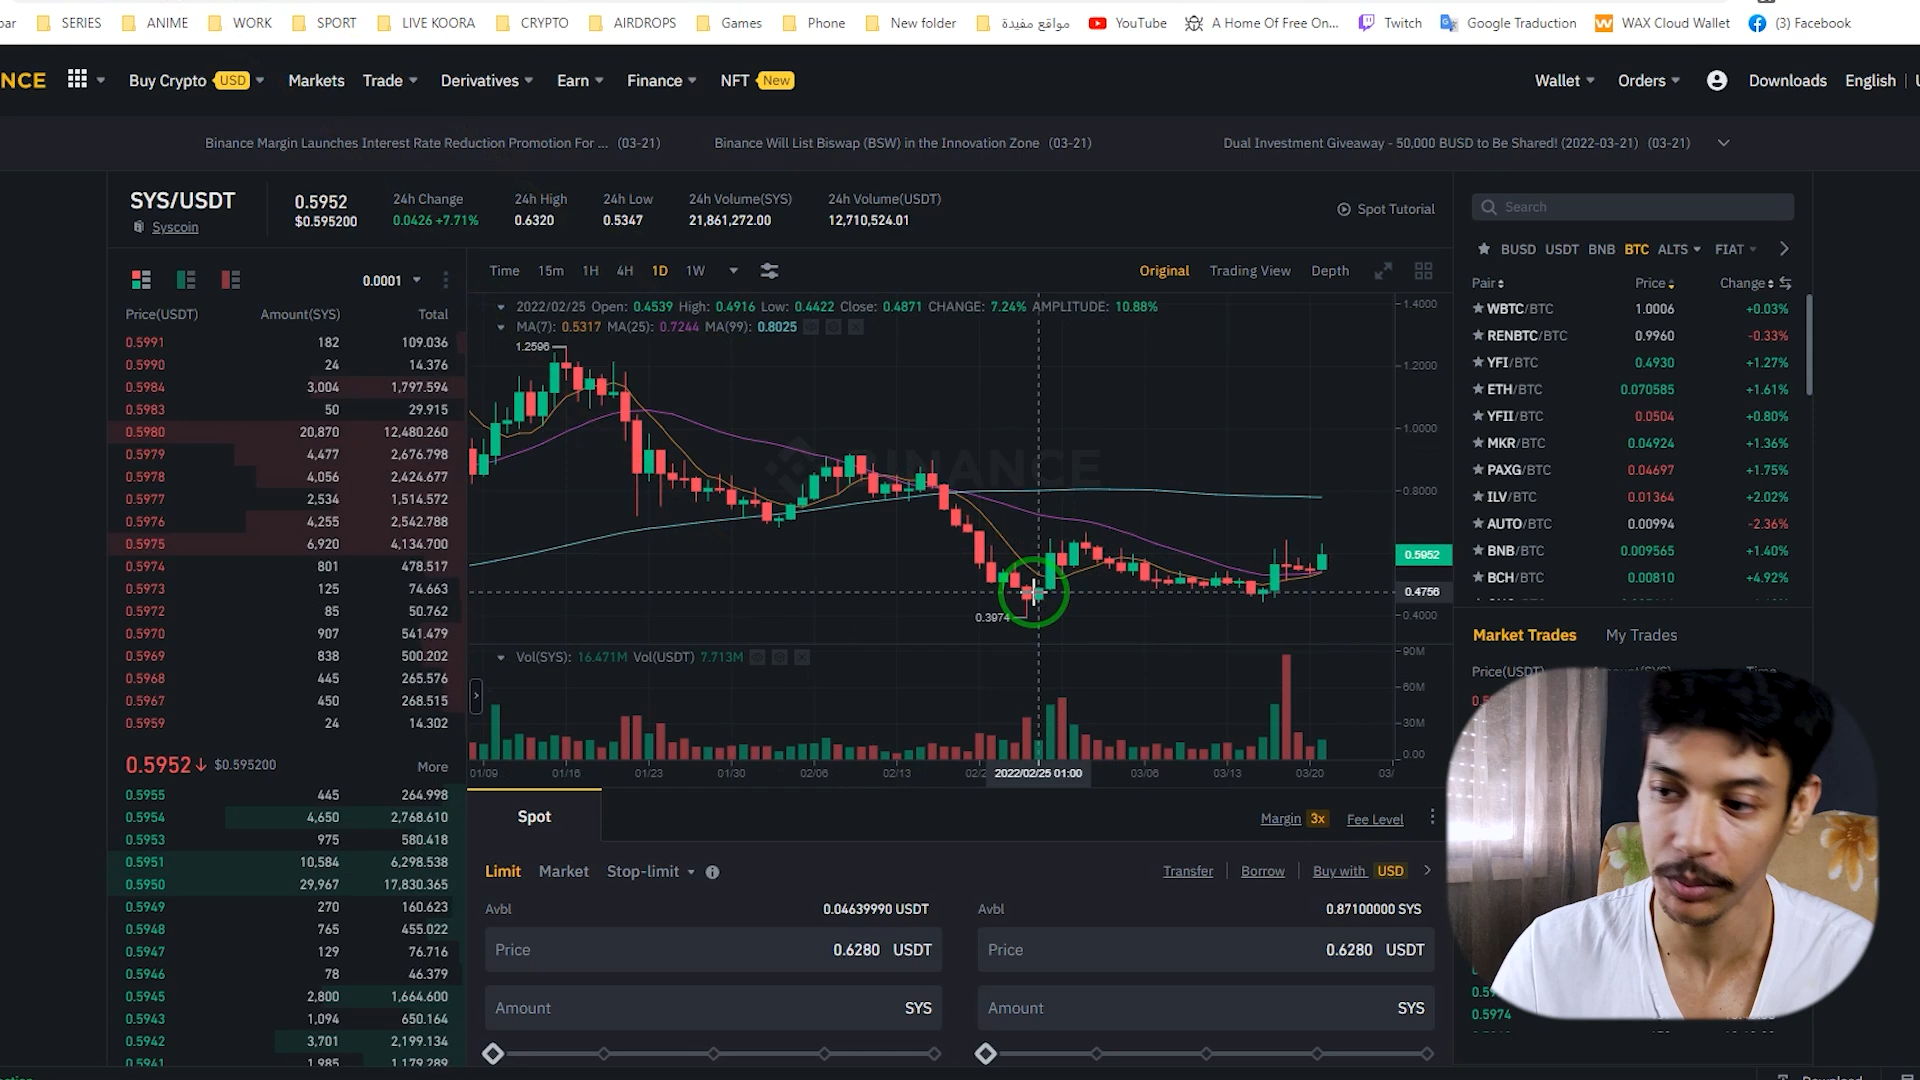 SERIES ANIME WORK SPORT LIVE KOORA CRYPTO AIRDROPS Games Phone New folder مواقع مفيدة YouTube A Home Of Free On... Twitch Google Traduction WAX Cloud Wallet (3) Facebook
NCE Buy Crypto USD Markets Trade Derivatives Earn Finance NFT New Wallet Orders Downloads English
Binance Margin Launches Interest Rate Reduction Promotion For ... (03-21) Binance Will List Biswap (BSW) in the Innovation Zone (03-21) Dual Investment Giveaway - 50,000 BUSD to Be Shared! (2022-03-21) (03-21)
SYS/USDT
Syscoin
0.5952
$0.595200
24h Change
0.0426 +7.71%
24h High
0.6320
24h Low
0.5347
24h Volume(SYS)
21,861,272.00
24h Volume(USDT)
12,710,524.01
Spot Tutorial
0.0001
Price(USDT) Amount(SYS) Total
0.5991 182 109.036
0.5990 24 14.376
0.5984 3,004 1,797.594
0.5983 50 29.915
0.5980 20,870 12,480.260
0.5979 4,477 2,676.798
0.5978 4,056 2,424.677
0.5977 2,534 1,514.572
0.5976 4,255 2,542.788
0.5975 6,920 4,134.700
0.5974 801 478.517
0.5973 125 74.663
0.5972 85 50.762
0.5970 907 541.479
0.5969 838 500.202
0.5968 445 265.576
0.5967 450 268.515
0.5959 24 14.302
0.5952 $0.595200 More
0.5955 445 264.998
0.5954 4,650 2,768.610
0.5953 975 580.418
0.5951 10,584 6,298.538
0.5950 29,967 17,830.365
0.5949 270 160.623
0.5948 765 455.022
0.5947 129 76.716
0.5946 78 46.379
0.5945 2,800 1,664.600
0.5943 1,094 650.164
0.5942 3,701 2,199.134
0.5941 1,985 1,179.289
Time 15m 1H 4H 1D 1W Original Trading View Depth
2022/02/25 Open: 0.4539 High: 0.4916 Low: 0.4422 Close: 0.4871 CHANGE: 7.24% AMPLITUDE: 10.88%
MA(7): 0.5317 MA(25): 0.7244 MA(99): 0.8025
1.2596
BINANCE
0.3974
1.4000
1.2000
1.0000
0.8000
0.5952
0.4756
0.4000
Vol(SYS): 16.471M Vol(USDT) 7.713M
90M
60M
30M
0.00
01/09 01/16 01/23 01/30 02/06 02/13 2022/02/25 01:00 03/06 03/13 03/20 03/
Spot
Margin 3x Fee Level
Limit Market Stop-limit
Transfer Borrow Buy with USD
Avbl 0.04639990 USDT
Price 0.6280 USDT
Amount SYS
Avbl 0.87100000 SYS
Price 0.6280 USDT
Amount SYS
Search
BUSD USDT BNB BTC ALTS FIAT
Pair Price Change
WBTC/BTC 1.0006 +0.03%
RENBTC/BTC 0.9960 -0.33%
YFI/BTC 0.4930 +1.27%
ETH/BTC 0.070585 +1.61%
YFII/BTC 0.0504 +0.80%
MKR/BTC 0.04924 +1.36%
PAXG/BTC 0.04697 +1.75%
ILV/BTC 0.01364 +2.02%
AUTO/BTC 0.00994 -2.36%
BNB/BTC 0.009565 +1.40%
BCH/BTC 0.00810 +4.92%
Market Trades My Trades
Price(USDT)
0.5974